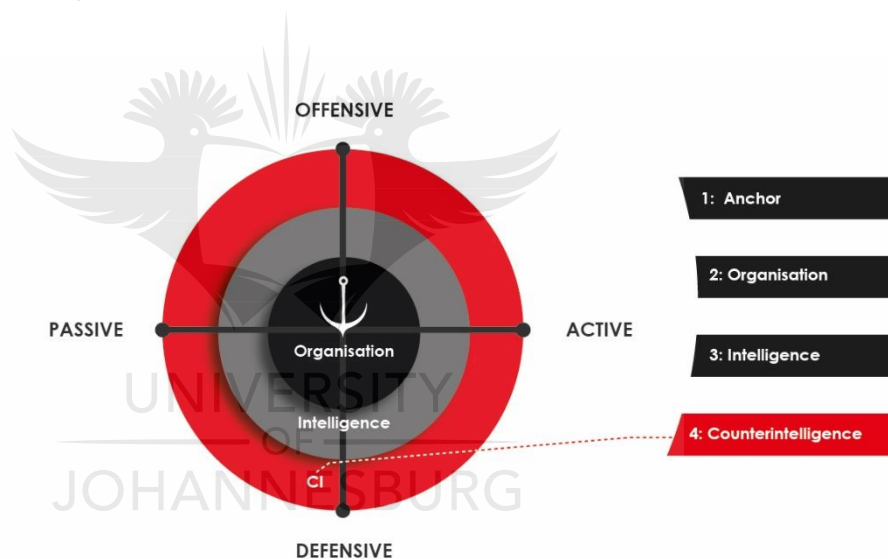 OFFENSIVE
1: Anchor
2: Organisation
PASSIVE
ACTIVE
Organisation
3: Intelligence
UNIVERSITY
Intelligence
4: Counterintelligence
OF
CI
JOHANNESBURG
DEFENSIVE